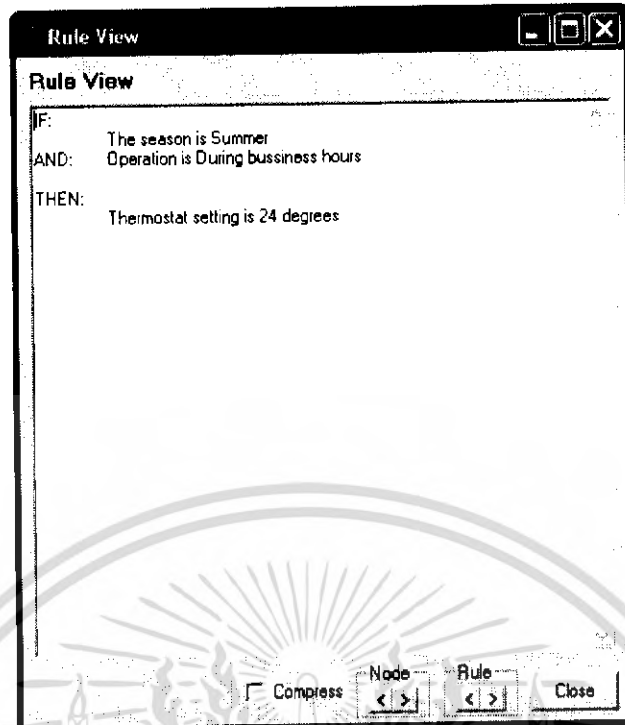 Rule View
Rule View
IF:
The season is Summer
AND: Operation is During bussiness hours
THEN:
Thermostat setting is 24 degrees
Compress
Node
< >
Rule
< >
Close